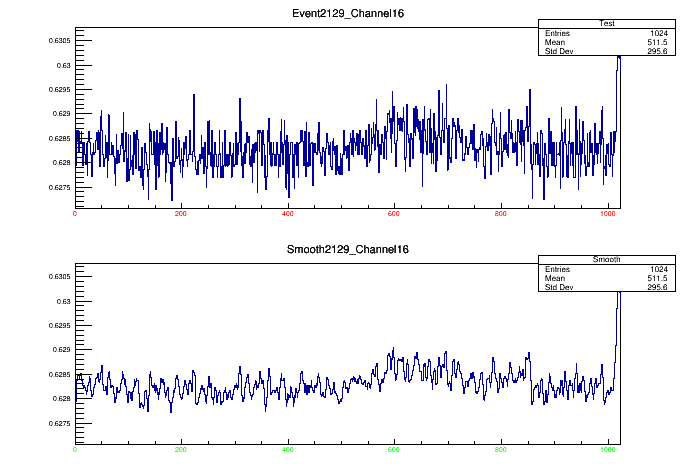 Event2129_Channel16
Test
Entries 1024
Mean 511.5
Std Dev 295.6
0.6305
0.63
0.6295
0.629
0.6285
0.628
0.6275
0 200 400 600 800 1000
Smooth2129_Channel16
Smooth
Entries 1024
Mean 511.5
Std Dev 295.6
0.6305
0.63
0.6295
0.629
0.6285
0.628
0.6275
0 200 400 600 800 1000